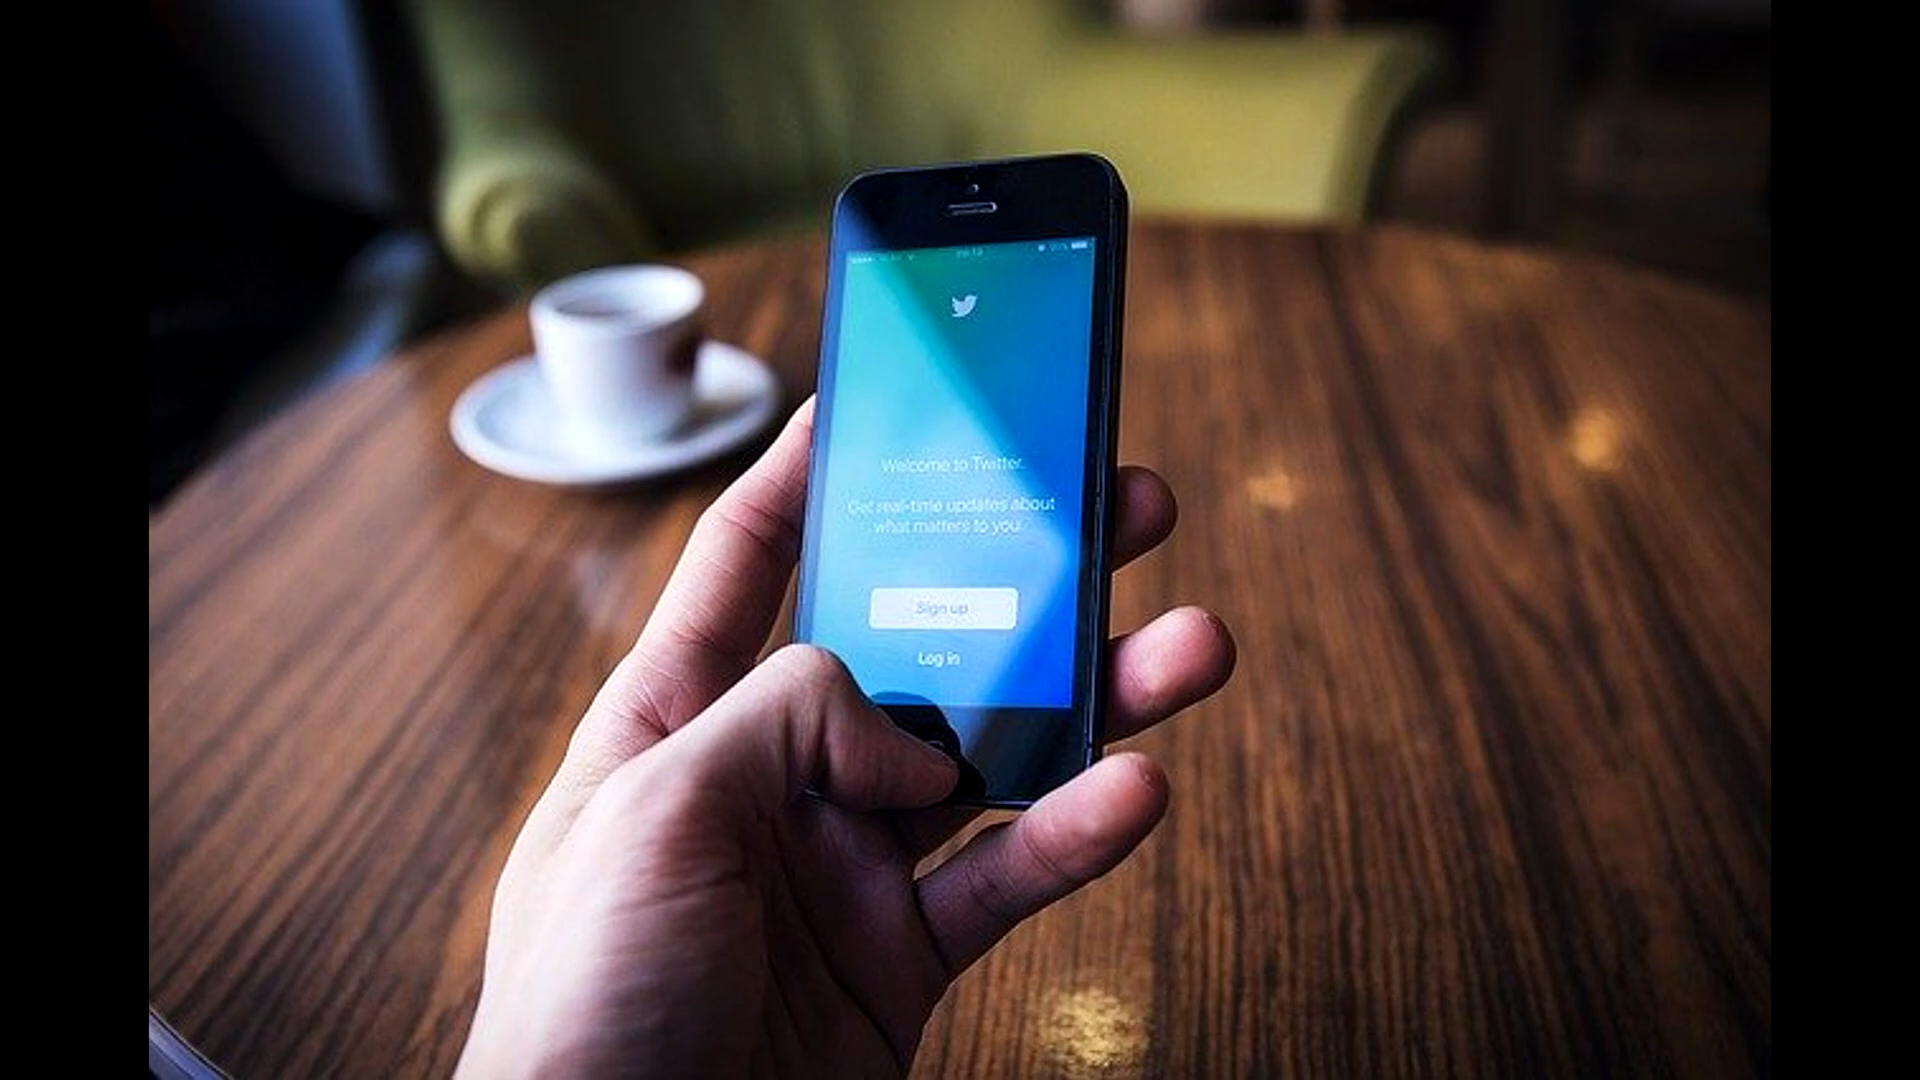 Welcome to Twitter.
Get real-time updates about
what matters to you.
Sign up
Log in